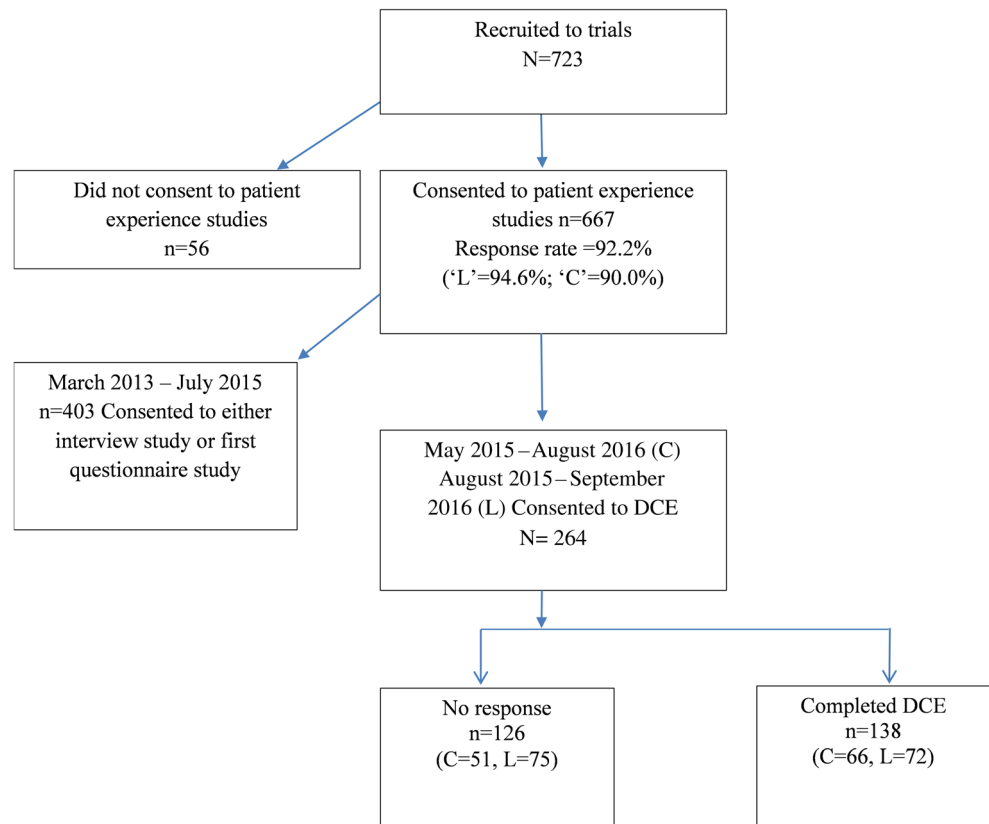 Recruited to trials
N=723
Did not consent to patient
experience studies
n=56
Consented to patient experience
studies n=667
Response rate =92.2%
(‘L’=94.6%; ‘C’=90.0%)
March 2013 – July 2015
n=403 Consented to either
interview study or first
questionnaire study
May 2015–August 2016 (C)
August 2015–September
2016 (L) Consented to DCE
N= 264
No response
n=126
(C=51, L=75)
Completed DCE
n=138
(C=66, L=72)